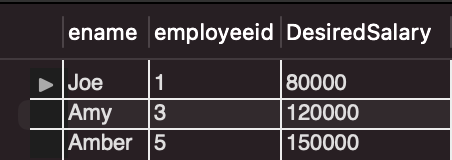 ename employeeid DesiredSalary
Joe 1 80000
Amy 3 120000
Amber 5 150000